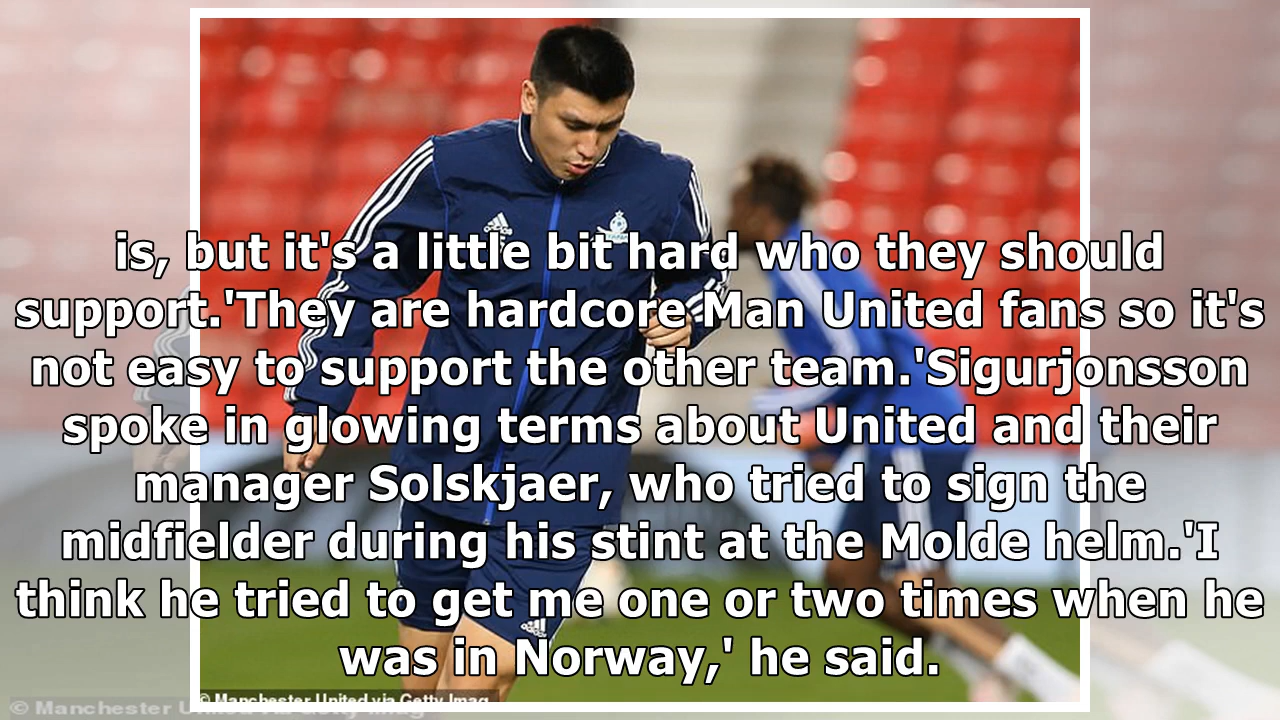 is, but it's a little bit hard who they should
support.'They are hardcore Man United fans so it's
not easy to support the other team.'Sigurjonsson
spoke in glowing terms about United and their
manager Solskjaer, who tried to sign the
midfielder during his stint at the Molde helm.'I
think he tried to get me one or two times when he
was in Norway,' he said.
© Manchester United via Getty Imag